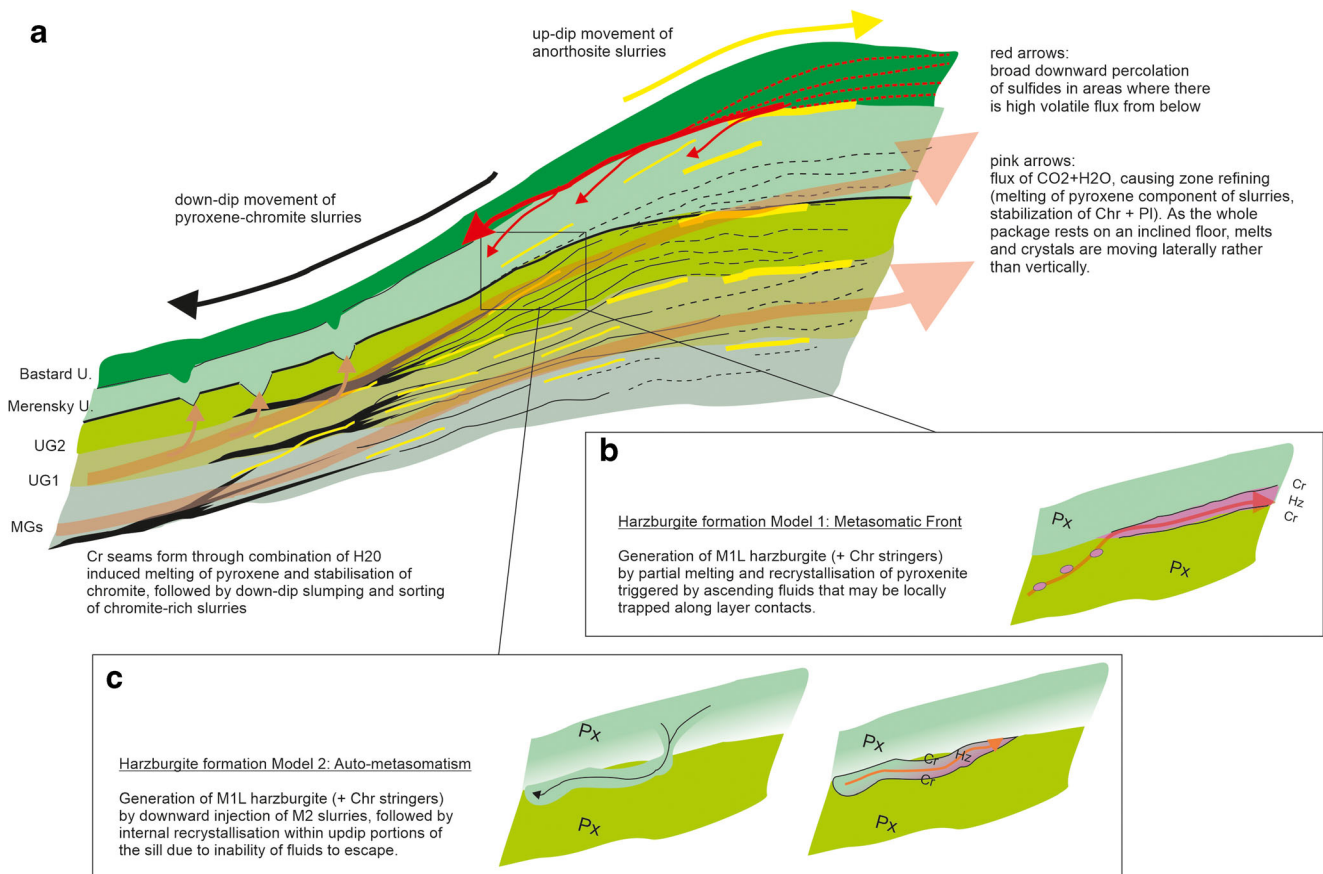 a
up-dip movement of
anorthosite slurries
red arrows:
broad downward percolation
of sulfides in areas where there
is high volatile flux from below
pink arrows:
flux of CO2+H2O, causing zone refining
(melting of pyroxene component of slurries,
stabilization of Chr + Pl). As the whole
package rests on an inclined floor, melts
and crystals are moving laterally rather
than vertically.
down-dip movement of
pyroxene-chromite slurries
Bastard U.
Merensky U.
UG2
UG1
MGs
Cr seams form through combination of H20
induced melting of pyroxene and stabilisation of
chromite, followed by down-dip slumping and sorting
of chromite-rich slurries
b
Harzburgite formation Model 1: Metasomatic Front
Generation of M1L harzburgite (+ Chr stringers)
by partial melting and recrystallisation of pyroxenite
triggered by ascending fluids that may be locally
trapped along layer contacts.
Px
Cr
Hz
Cr
Px
c
Harzburgite formation Model 2: Auto-metasomatism
Generation of M1L harzburgite (+ Chr stringers)
by downward injection of M2 slurries, followed by
internal recrystallisation within updip portions of
the sill due to inability of fluids to escape.
Px
Px
Px
Cr
Hz
Cr
Px